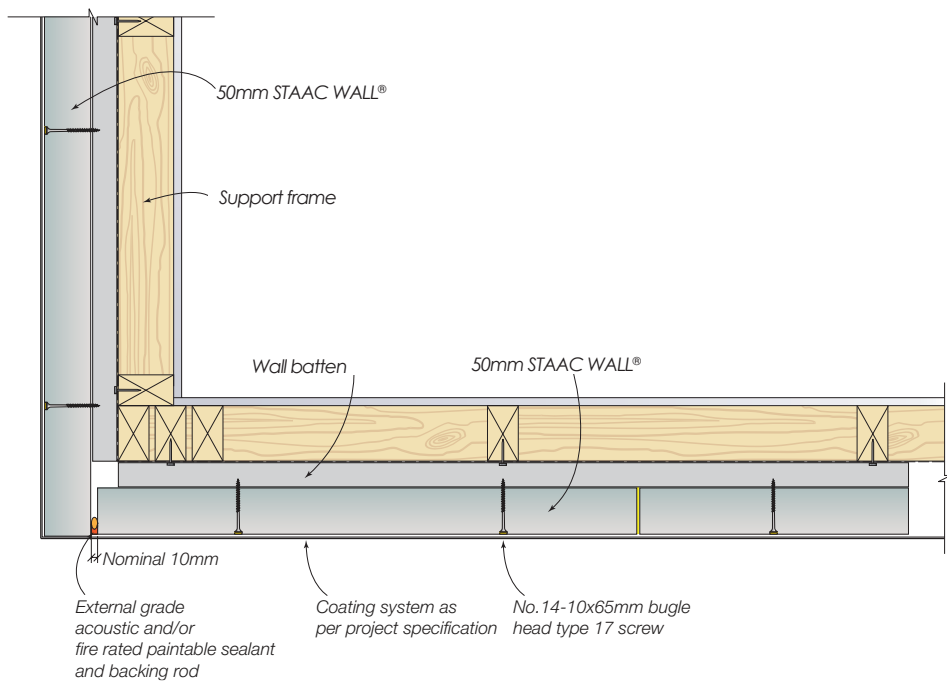 50mm STAAC WALL®
Support frame
Wall batten
50mm STAAC WALL®
Nominal 10mm
External grade
acoustic and/or
fire rated paintable sealant
and backing rod
Coating system as
per project specification
No.14-10x65mm bugle
head type 17 screw